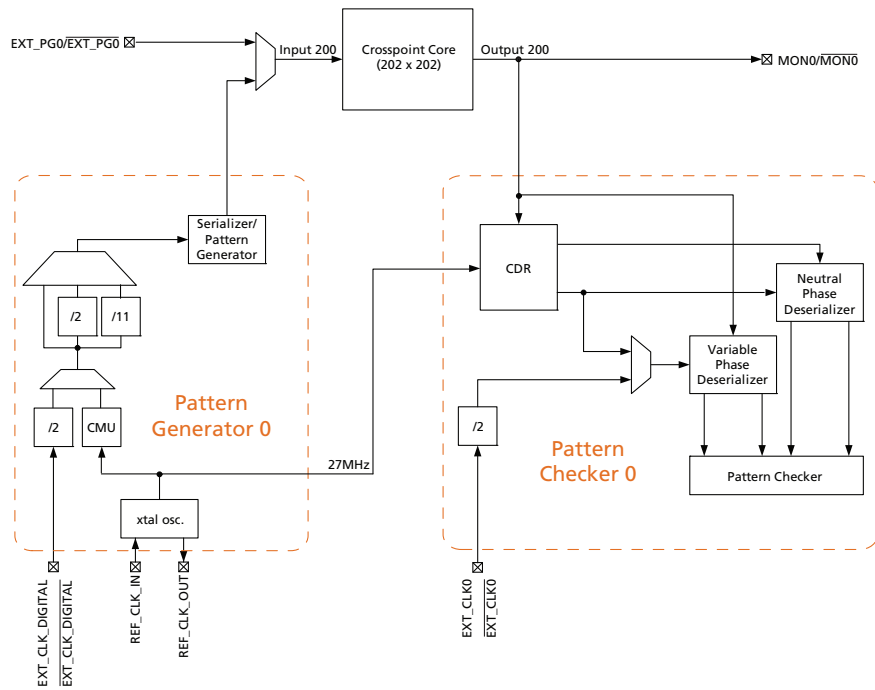 EXT_PG0/EXT_PG0
Input 200
Crosspoint Core
(202 x 202)
Output 200
MON0/MON0
Serializer/
Pattern
Generator
/2
/11
/2
CMU
Pattern
Generator 0
27MHz
xtal osc.
EXT_CLK_DIGITAL
EXT_CLK_DIGITAL
REF_CLK_IN
REF_CLK_OUT
CDR
Neutral
Phase
Deserializer
Variable
Phase
Deserializer
/2
Pattern
Checker 0
Pattern Checker
EXT_CLK0
EXT_CLK0